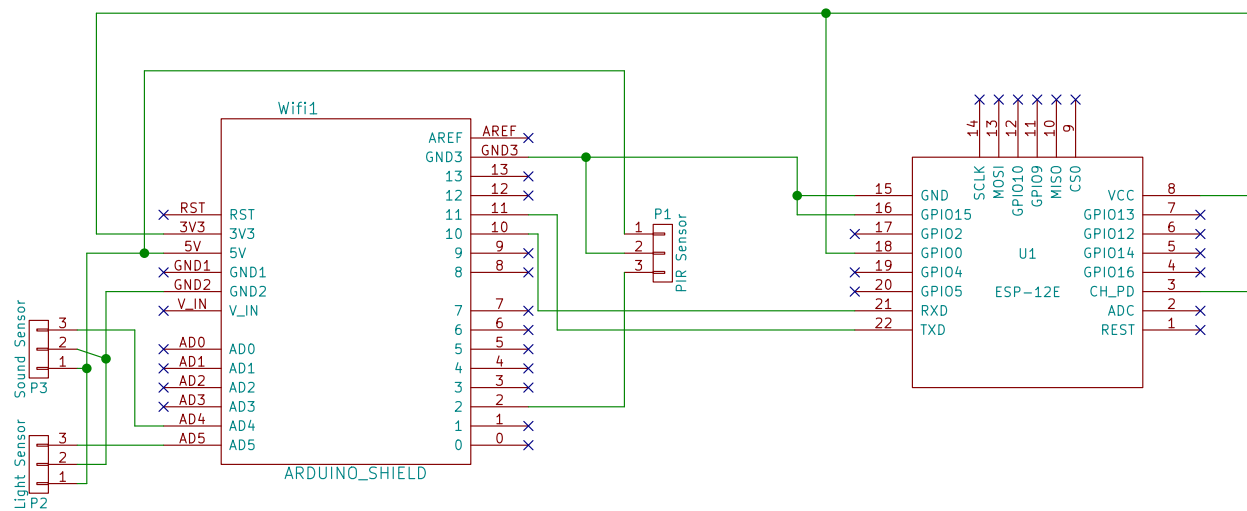 Wifi1
AREF AREF
GND3 GND3
13 13
12 12
RST RST 11 11
3V3 3V3 10 10
5V 5V 9 9
GND1 GND1 8 8
GND2 GND2
V_IN V_IN 7 7
6 6
AD0 AD0 5 5
AD1 AD1 4 4
AD2 AD2 3 3
AD3 AD3 2 2
AD4 AD4 1 1
AD5 AD5 0 0
ARDUINO_SHIELD
Sound Sensor
3
2
1
P3
Light Sensor
3
2
1
P2
P1
1
2
3
PIR Sensor
14 13 12 11 10 9
SCLK MOSI GPIO10 GPIO9 MISO CS0
15 GND VCC 8
16 GPIO15 GPIO13 7
17 GPIO2 GPIO12 6
18 GPIO0 U1 GPIO14 5
19 GPIO4 GPIO16 4
20 GPIO5 ESP-12E CH_PD 3
21 RXD ADC 2
22 TXD REST 1